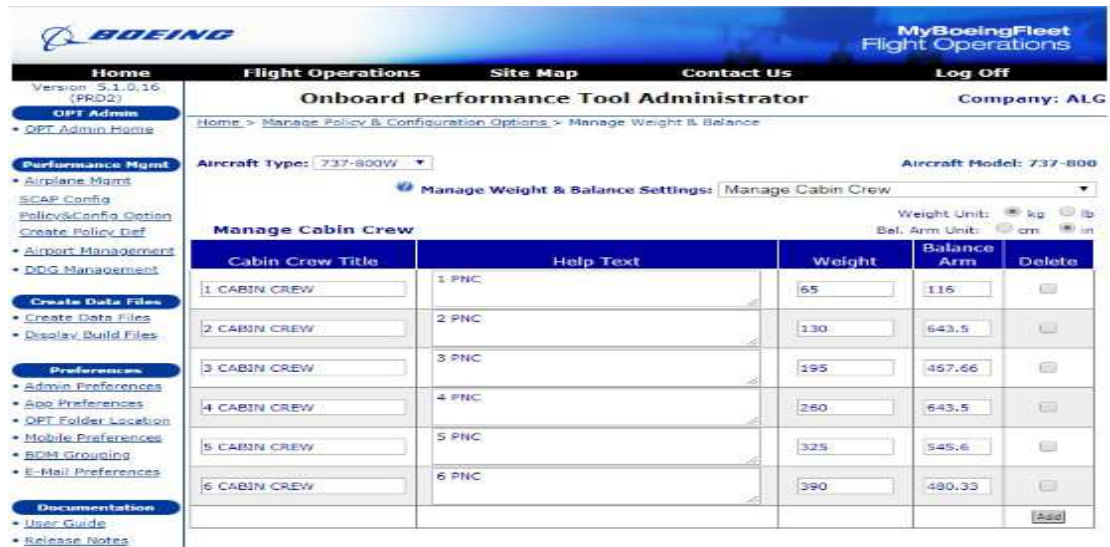 BOEING
MyBoeingFleet
Flight Operations
Home Flight Operations Site Map Contact Us Log Off
Version 5.1.0.16
(PRD2)
OPT Admin
• OPT Admin Home
Performance Mgmt
• Airplane Mgmt
SCAP Config
Policy&Config Option
Create Policy Def
• Airport Management
• DDG Management
Create Data Files
• Create Data Files
• Display Build Files
Preferences
• Admin Preferences
• App Preferences
• OPT Folder Location
• Mobile Preferences
• BDM Grouping
• E-Mail Preferences
Documentation
• User Guide
• Release Notes
Onboard Performance Tool Administrator Company: ALG
Home > Manage Policy & Configuration Options > Manage Weight & Balance
Aircraft Type: 737-800W Aircraft Model: 737-800
Manage Weight & Balance Settings: Manage Cabin Crew
Weight Unit: kg lb
Manage Cabin Crew Bal. Arm Unit: cm in
Cabin Crew Title Help Text Weight Balance Arm Delete
1 CABIN CREW 1 PNC 65 116
2 CABIN CREW 2 PNC 130 643.5
3 CABIN CREW 3 PNC 195 467.66
4 CABIN CREW 4 PNC 260 643.5
5 CABIN CREW 5 PNC 325 545.6
6 CABIN CREW 6 PNC 390 480.33
Add